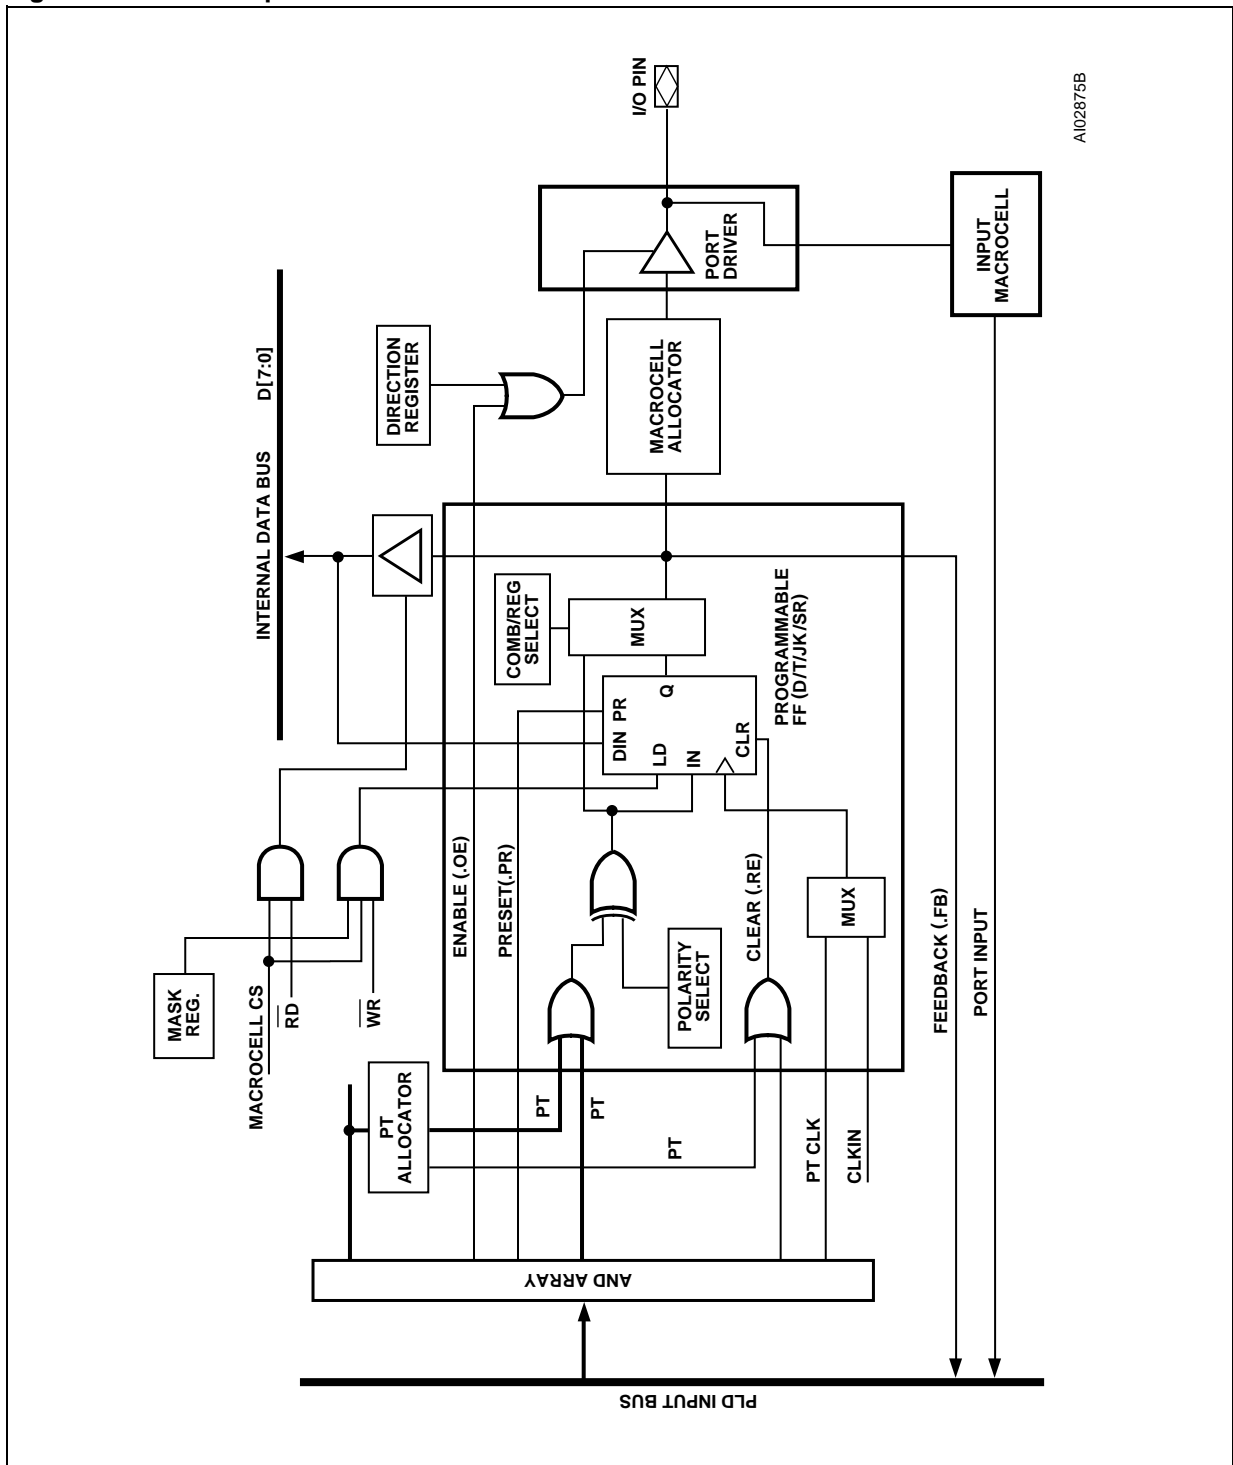 AI02875B
I/O PIN
PORT
DRIVER
INPUT
MACROCELL
INTERNAL DATA BUS D[7:0]
DIRECTION
REGISTER
MACROCELL
ALLOCATOR
COMB/REG
SELECT
MUX
PROGRAMMABLE
FF (D/T/JK/SR)
DIN PR
LD
IN
Q
CLR
MASK
REG.
MACROCELL CS
RD
WR
ENABLE (.OE)
PRESET(.PR)
POLARITY
SELECT
CLEAR (.RE)
MUX
FEEDBACK (.FB)
PORT INPUT
PT
ALLOCATOR
PT
PT
PT
PT CLK
CLKIN
AND ARRAY
PLD INPUT BUS